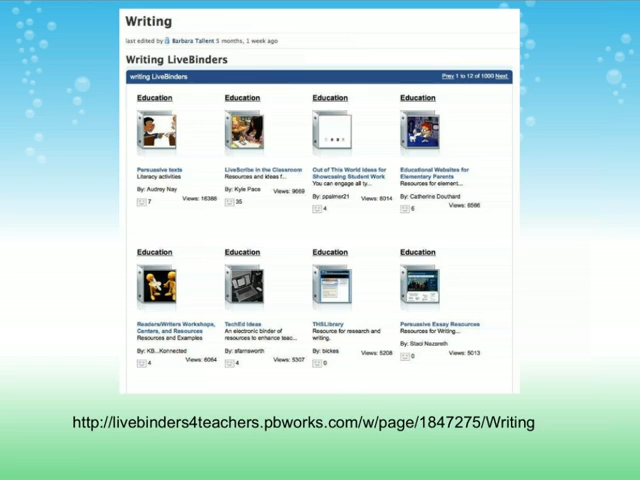 Writing
last edited by Barbara Tallent 5 months, 1 week ago
Writing LiveBinders
writing LiveBinders Prev 1 to 12 of 1000 Next
Education Education Education Education
Persuasive texts
Literacy activities
By: Audrey Nay
7 Views: 16386
LiveScribe in the Classroom
Resources and ideas f...
By: Kyle Pace
35 Views: 9669
Out of This World Ideas for
Showcasing Student Work
You can engage all ty...
By: ppalmer21
4 Views: 8014
Educational Websites for
Elementary Parents
Resources for element...
By: Catherine Douthard
6 Views: 6586
Education Education Education Education
Readers/Writers Workshops,
Centers, and Resources
Resources and Examples
By: KB...Konnected
4 Views: 6064
TechEd Ideas
An electronic binder of
resources to enhance teac...
By: sfarnsworth
4 Views: 5307
THSLibrary
Resource for research and
writing.
By: bickes
0 Views: 5208
Persuasive Essay Resources
Resources for Writing...
By: Staci Nazareth
0 Views: 5013
http://livebinders4teachers.pbworks.com/w/page/1847275/Writing